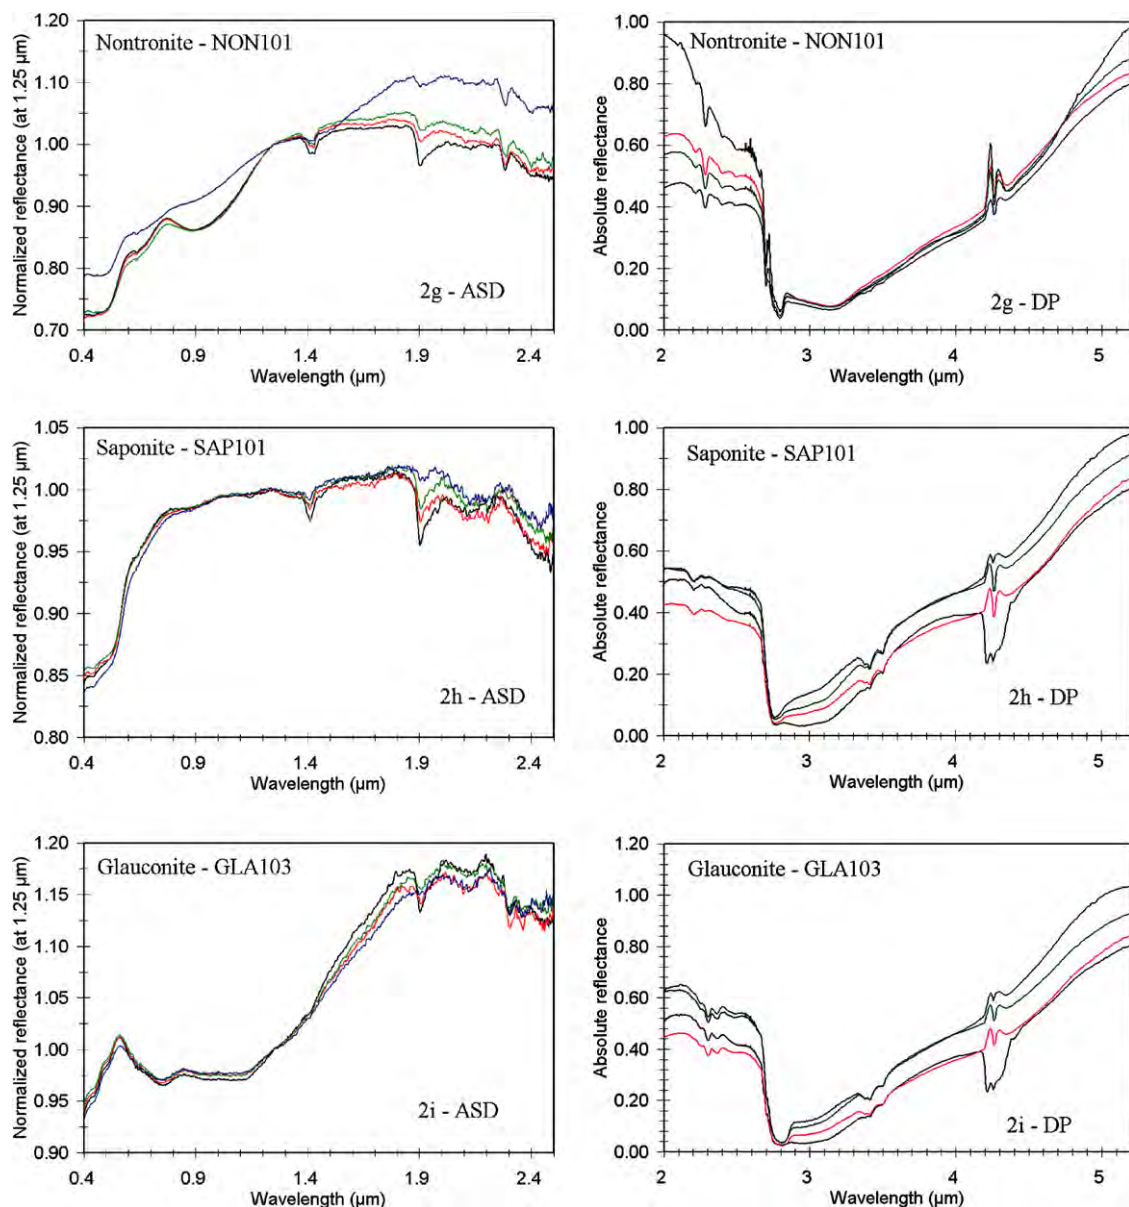 Nontronite - NON101
Normalized reflectance (at 1.25 µm)
1.20
1.10
1.00
0.90
0.80
0.70
2g - ASD
0.4 0.9 1.4 1.9 2.4
Wavelength (µm)
Nontronite - NON101
Absolute reflectance
1.00
0.80
0.60
0.40
0.20
0.00
2g - DP
2 3 4 5
Wavelength (µm)
Saponite - SAP101
Normalized reflectance (at 1.25 µm)
1.05
1.00
0.95
0.90
0.85
0.80
2h - ASD
0.4 0.9 1.4 1.9 2.4
Wavelength (µm)
Saponite - SAP101
Absolute reflectance
1.00
0.80
0.60
0.40
0.20
0.00
2h - DP
2 3 4 5
Wavelength (µm)
Glauconite - GLA103
Normalized reflectance (at 1.25 µm)
1.20
1.15
1.10
1.05
1.00
0.95
0.90
2i - ASD
0.4 0.9 1.4 1.9 2.4
Wavelength (µm)
Glauconite - GLA103
Absolute reflectance
1.20
1.00
0.80
0.60
0.40
0.20
0.00
2i - DP
2 3 4 5
Wavelength (µm)